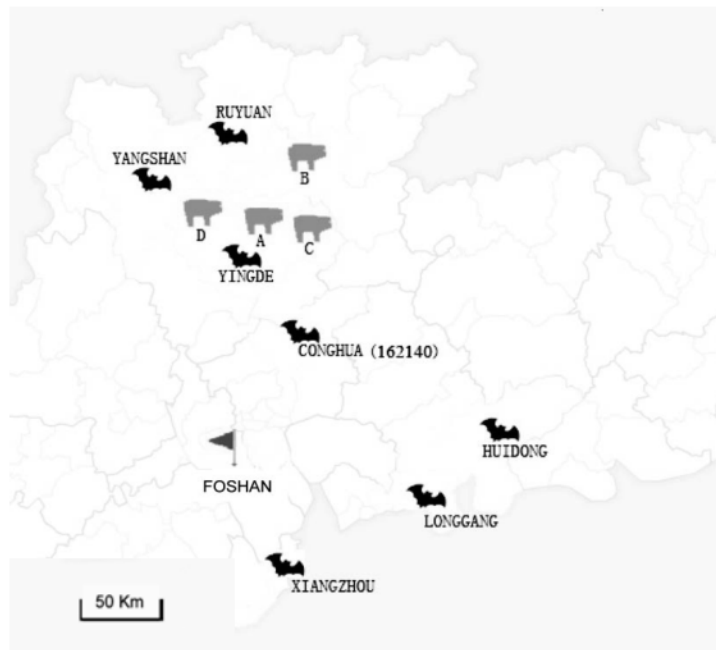 RUYUAN
YANGSHAN
B
D
A
C
YINGDE
CONGHUA (162140)
HUIDONG
FOSHAN
LONGGANG
XIANGZHOU
50 Km